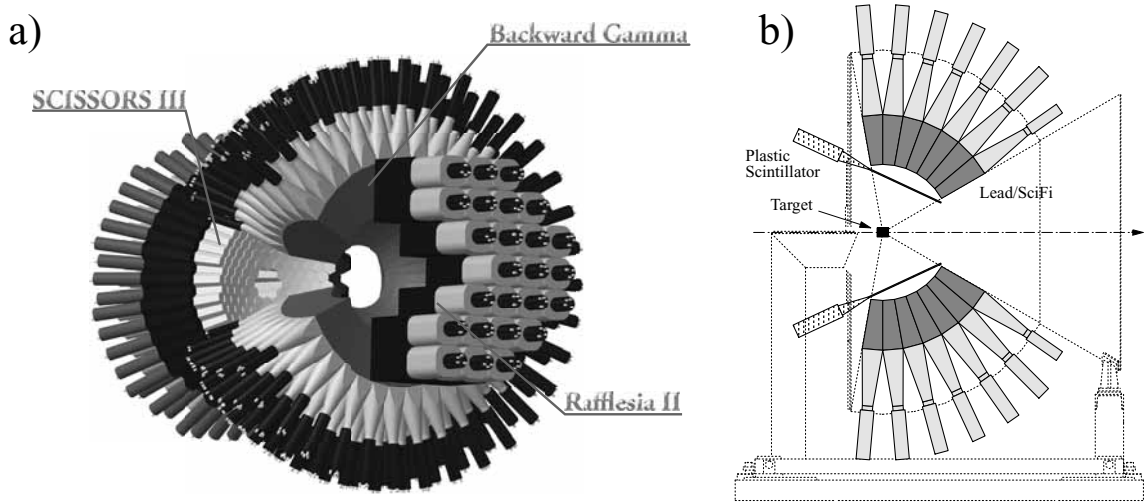 a)
Backward Gamma
SCISSORS III
Rafflesia II
b)
Plastic
Scintillator
Lead/SciFi
Target